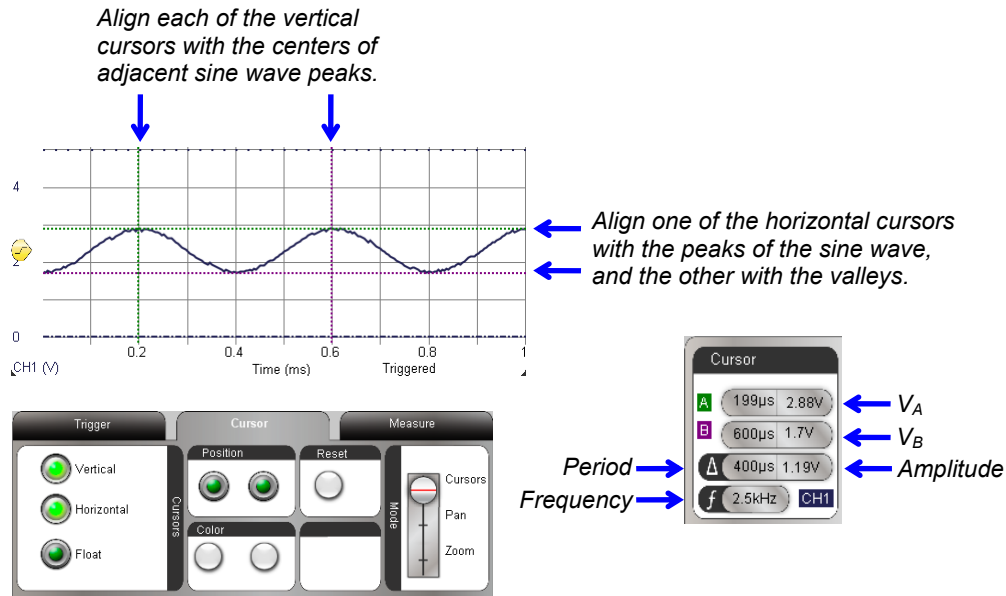 Align each of the vertical
cursors with the centers of
adjacent sine wave peaks.
4
2
0
0.2 0.4 0.6 0.8 1
CH1 (V) Time (ms) Triggered
Align one of the horizontal cursors
with the peaks of the sine wave,
and the other with the valleys.
Trigger Cursor Measure
Vertical
Horizontal
Float
Cursors
Position
Reset
Color
Mode
Cursors
Pan
Zoom
Cursor
A 199µs 2.88V
B 600µs 1.7V
Δ 400µs 1.19V
f 2.5kHz CH1
VA
VB
Period
Amplitude
Frequency